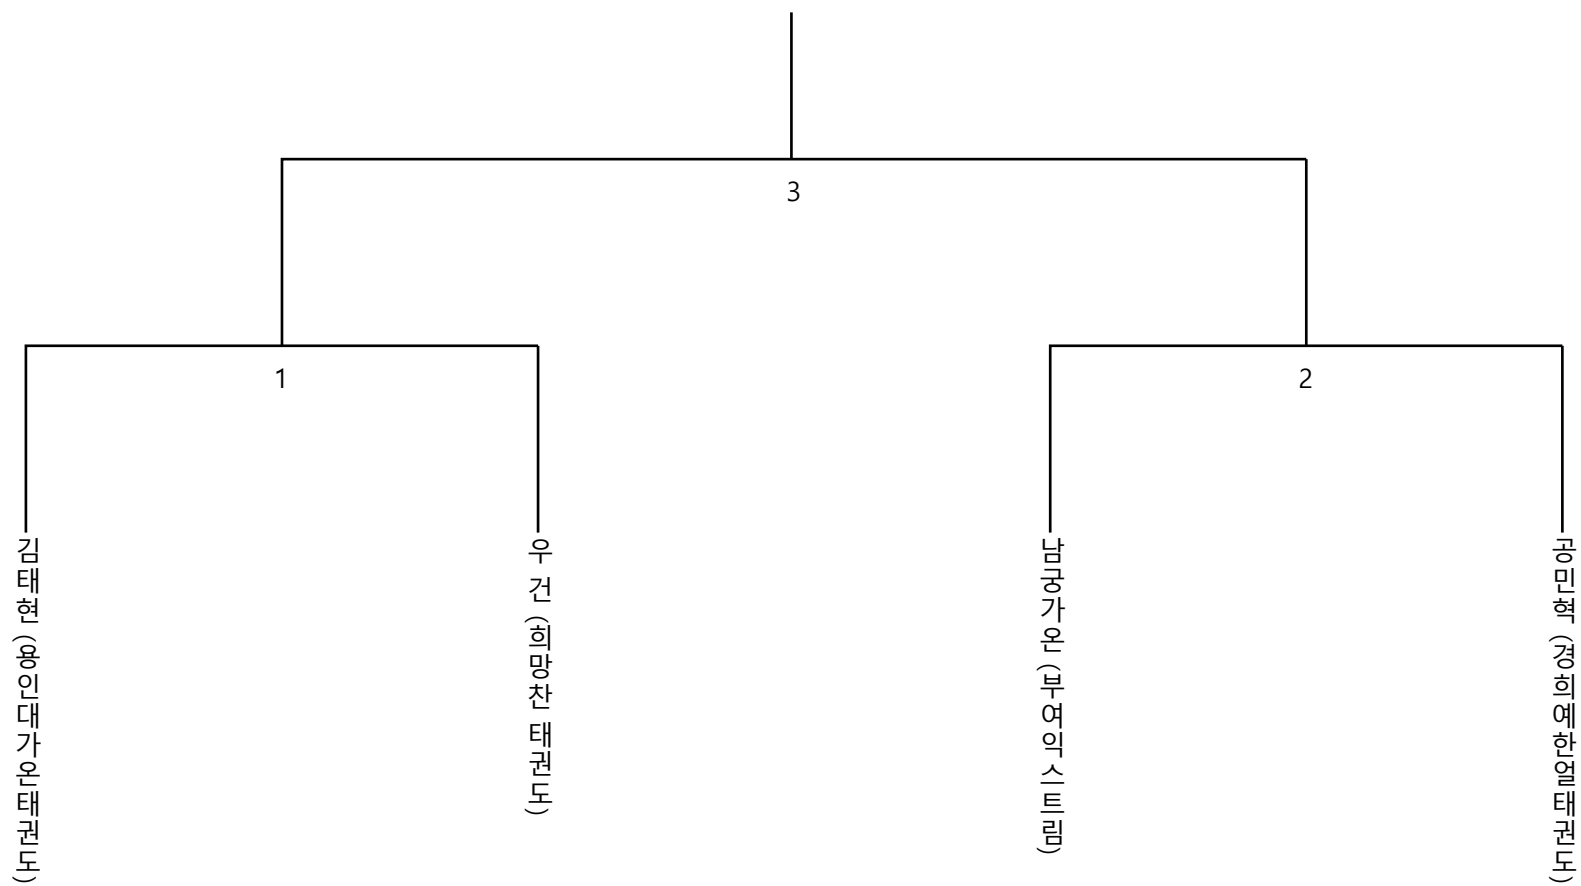 3
1
2
김태현 (용인대가온태권도)
우 건 (희망찬 태권도)
남궁가온 (부여익스트림)
공민혁 (경희예한얼태권도)